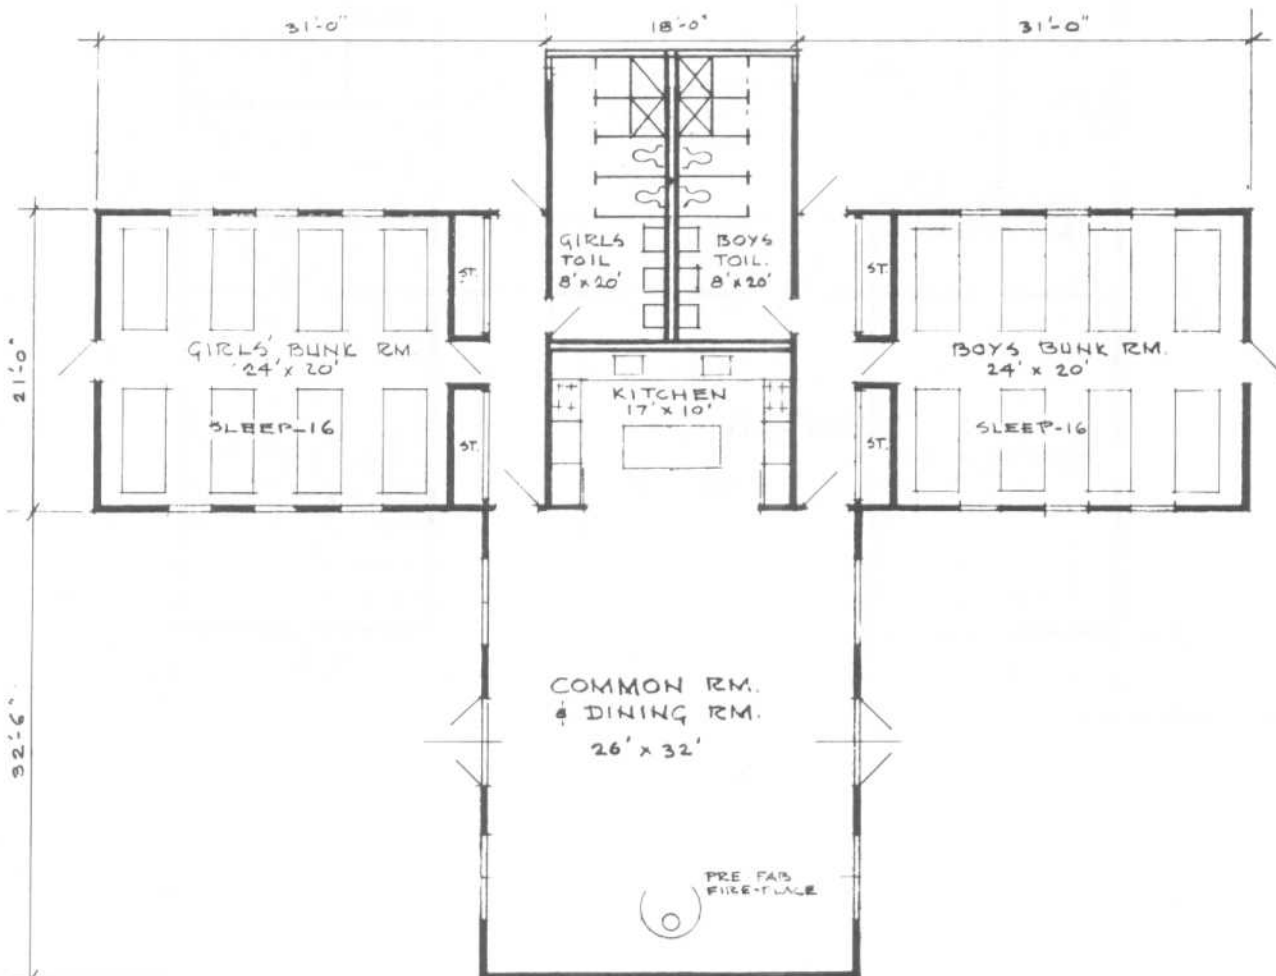 31'-0"
18'-0"
31'-0"
GIRLS
TOIL
8'x20'
BOYS
TOIL.
8'x20'
ST.
ST.
21'-0"
GIRLS' BUNK RM.
24' x 20'
BOYS BUNK RM.
24' x 20'
KITCHEN
17' x 10'
SLEEP-16
SLEEP-16
ST.
ST.
32'-6"
COMMON RM.
& DINING RM.
26' x 32'
PRE FAB
FIRE-PLACE